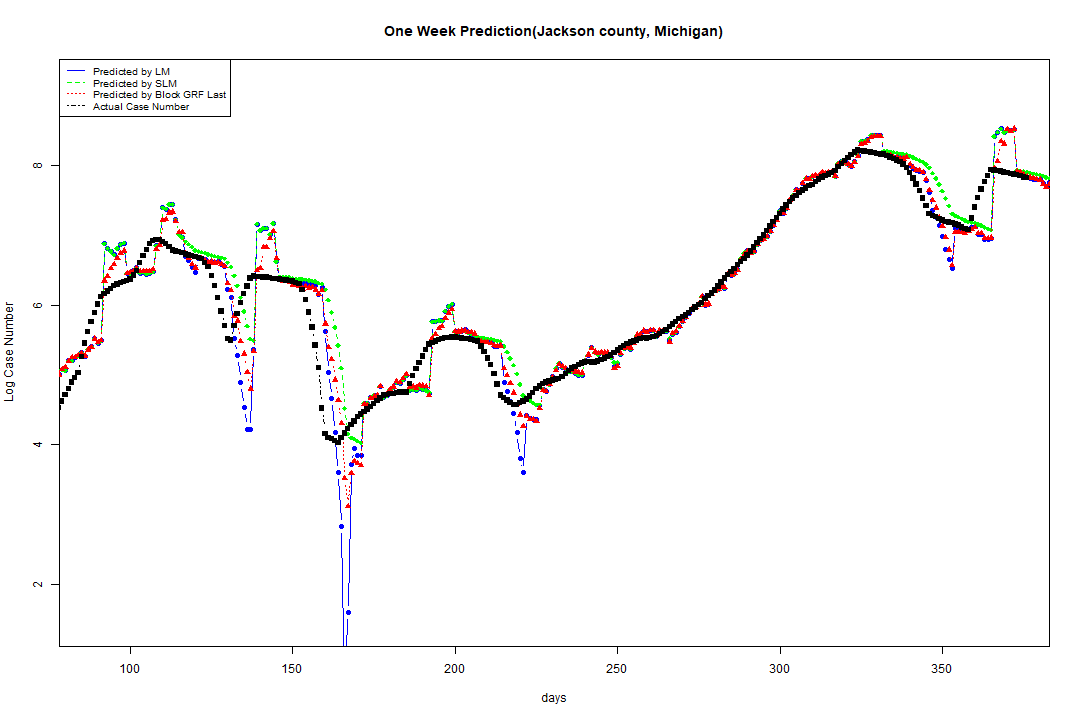 One Week Prediction(Jackson county, Michigan)
Predicted by LM
Predicted by SLM
Predicted by Block GRF Last
Actual Case Number
8
6
4
2
Log Case Number
100 150 200 250 300 350
days